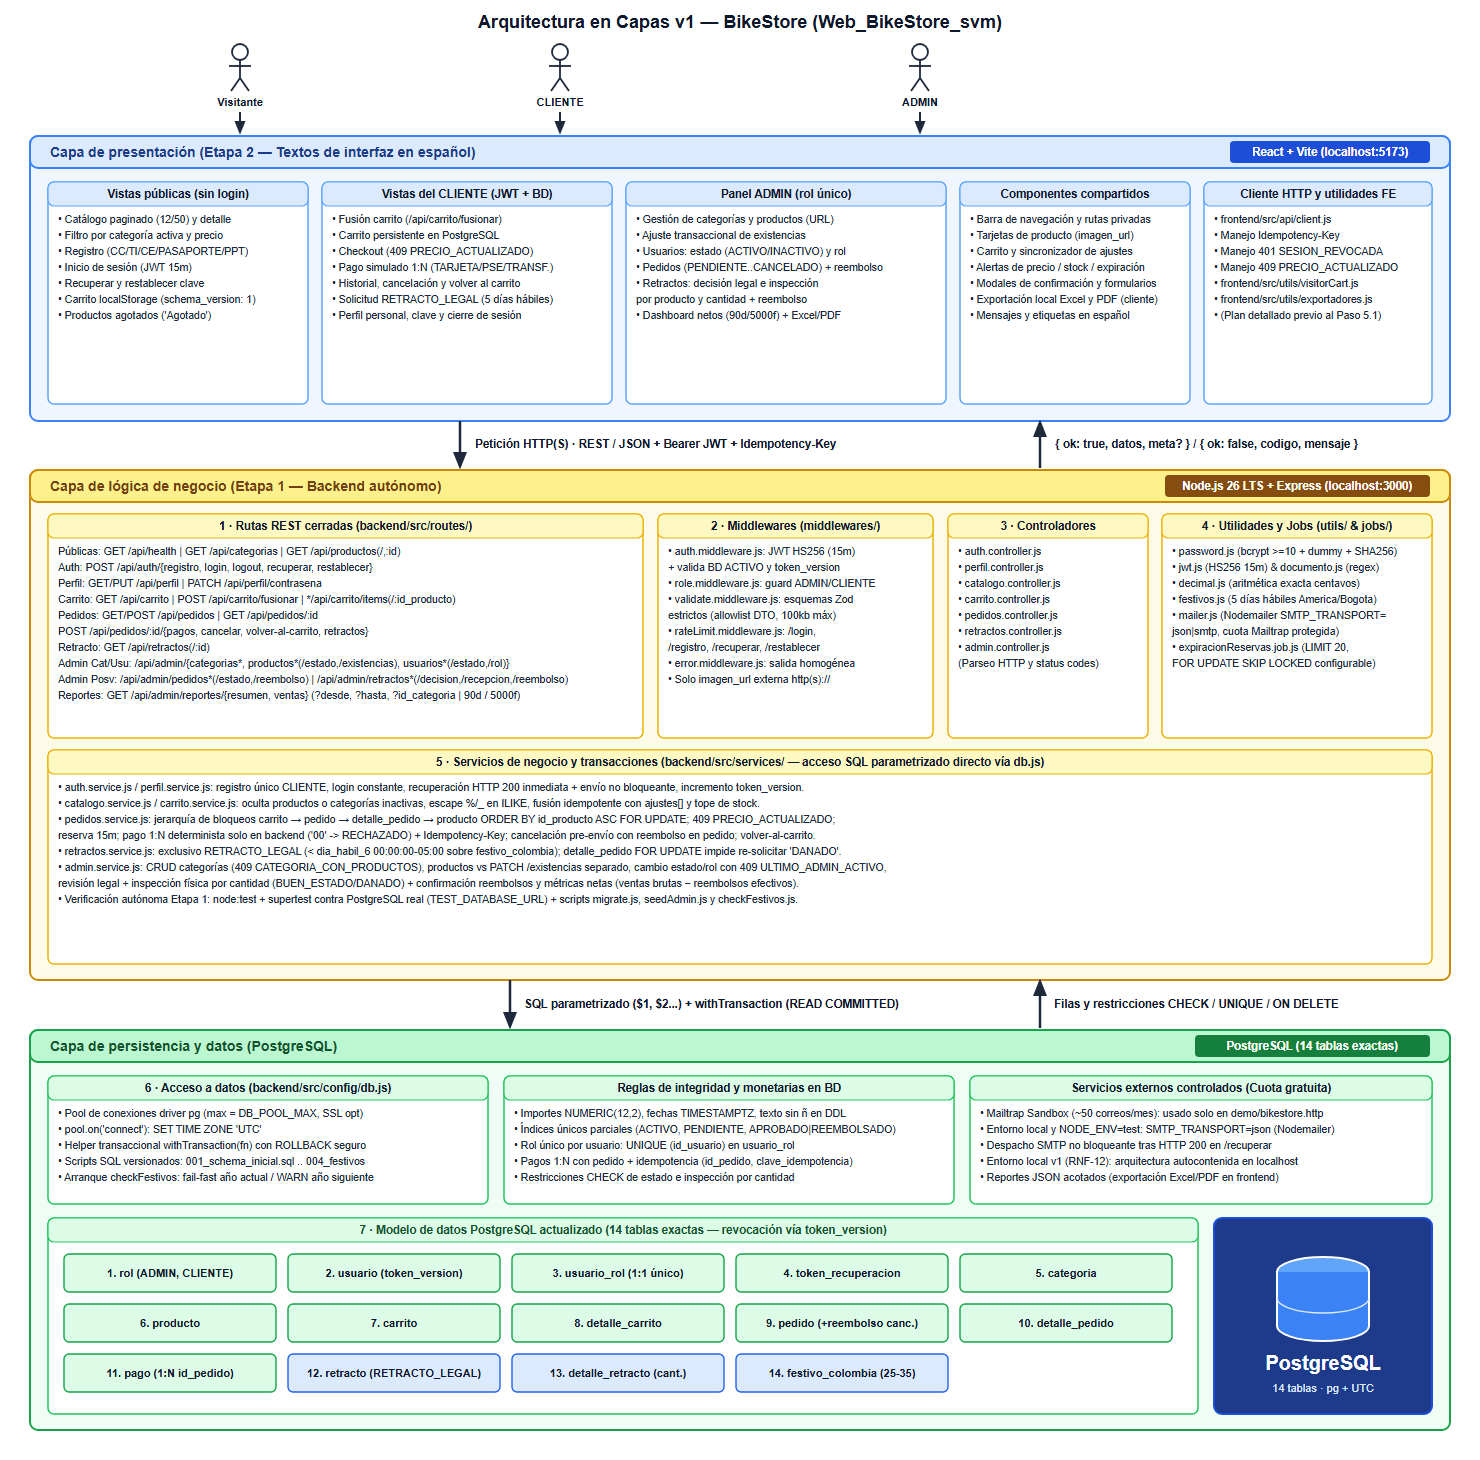 Arquitectura en Capas v1 — BikeStore (Web_BikeStore_svm)
Visitante
CLIENTE
ADMIN
Capa de presentación (Etapa 2 — Textos de interfaz en español)
React + Vite (localhost:5173)
Vistas públicas (sin login)
• Catálogo paginado (12/50) y detalle
• Filtro por categoría activa y precio
• Registro (CC/TI/CE/PASAPORTE/PPT)
• Inicio de sesión (JWT 15m)
• Recuperar y restablecer clave
• Carrito localStorage (schema_version: 1)
• Productos agotados ('Agotado')
Vistas del CLIENTE (JWT + BD)
• Fusión carrito (/api/carrito/fusionar)
• Carrito persistente en PostgreSQL
• Checkout (409 PRECIO_ACTUALIZADO)
• Pago simulado 1:N (TARJETA/PSE/TRANSF.)
• Historial, cancelación y volver al carrito
• Solicitud RETRACTO_LEGAL (5 días hábiles)
• Perfil personal, clave y cierre de sesión
Panel ADMIN (rol único)
• Gestión de categorías y productos (URL)
• Ajuste transaccional de existencias
• Usuarios: estado (ACTIVO/INACTIVO) y rol
• Pedidos (PENDIENTE..CANCELADO) + reembolso
• Retractos: decisión legal e inspección
por producto y cantidad + reembolso
• Dashboard netos (90d/5000f) + Excel/PDF
Componentes compartidos
• Barra de navegación y rutas privadas
• Tarjetas de producto (imagen_url)
• Carrito y sincronizador de ajustes
• Alertas de precio / stock / expiración
• Modales de confirmación y formularios
• Exportación local Excel y PDF (cliente)
• Mensajes y etiquetas en español
Cliente HTTP y utilidades FE
• frontend/src/api/client.js
• Manejo Idempotency-Key
• Manejo 401 SESION_REVOCADA
• Manejo 409 PRECIO_ACTUALIZADO
• frontend/src/utils/visitorCart.js
• frontend/src/utils/exportadores.js
• (Plan detallado previo al Paso 5.1)
Petición HTTP(S) · REST / JSON + Bearer JWT + Idempotency-Key
{ ok: true, datos, meta? } / { ok: false, codigo, mensaje }
Capa de lógica de negocio (Etapa 1 — Backend autónomo)
Node.js 26 LTS + Express (localhost:3000)
1 · Rutas REST cerradas (backend/src/routes/)
Públicas: GET /api/health | GET /api/categorias | GET /api/productos(/,:id)
Auth: POST /api/auth/{registro, login, logout, recuperar, restablecer}
Perfil: GET/PUT /api/perfil | PATCH /api/perfil/contrasena
Carrito: GET /api/carrito | POST /api/carrito/fusionar | */api/carrito/items(/:id_producto)
Pedidos: GET/POST /api/pedidos | GET /api/pedidos/:id
POST /api/pedidos/:id/{pagos, cancelar, volver-al-carrito, retractos}
Retracto: GET /api/retractos(/:id)
Admin Cat/Usu: /api/admin/{categorias*, productos*(/estado,/existencias), usuarios*(/estado,/rol)}
Admin Posv: /api/admin/pedidos*(/estado,/reembolso) | /api/admin/retractos*(/decision,/recepcion,/reembolso)
Reportes: GET /api/admin/reportes/{resumen, ventas} (?desde, ?hasta, ?id_categoria | 90d / 5000f)
2 · Middlewares (middlewares/)
• auth.middleware.js: JWT HS256 (15m)
+ valida BD ACTIVO y token_version
• role.middleware.js: guard ADMIN/CLIENTE
• validate.middleware.js: esquemas Zod
estrictos (allowlist DTO, 100kb máx)
• rateLimit.middleware.js: /login,
/registro, /recuperar, /restablecer
• error.middleware.js: salida homogénea
• Solo imagen_url externa http(s)://
3 · Controladores
• auth.controller.js
• perfil.controller.js
• catalogo.controller.js
• carrito.controller.js
• pedidos.controller.js
• retractos.controller.js
• admin.controller.js
(Parseo HTTP y status codes)
4 · Utilidades y Jobs (utils/ & jobs/)
• password.js (bcrypt >=10 + dummy + SHA256)
• jwt.js (HS256 15m) & documento.js (regex)
• decimal.js (aritmética exacta centavos)
• festivos.js (5 días hábiles America/Bogota)
• mailer.js (Nodemailer SMTP_TRANSPORT=
json|smtp, cuota Mailtrap protegida)
• expiracionReservas.job.js (LIMIT 20,
FOR UPDATE SKIP LOCKED configurable)
5 · Servicios de negocio y transacciones (backend/src/services/ — acceso SQL parametrizado directo vía db.js)
• auth.service.js / perfil.service.js: registro único CLIENTE, login constante, recuperación HTTP 200 inmediata + envío no bloqueante, incremento token_version.
• catalogo.service.js / carrito.service.js: oculta productos o categorías inactivas, escape %/_ en ILIKE, fusión idempotente con ajustes[] y tope de stock.
• pedidos.service.js: jerarquía de bloqueos carrito → pedido → detalle_pedido → producto ORDER BY id_producto ASC FOR UPDATE; 409 PRECIO_ACTUALIZADO;
reserva 15m; pago 1:N determinista solo en backend ('00' -> RECHAZADO) + Idempotency-Key; cancelación pre-envío con reembolso en pedido; volver-al-carrito.
• retractos.service.js: exclusivo RETRACTO_LEGAL (< dia_habil_6 00:00:00-05:00 sobre festivo_colombia); detalle_pedido FOR UPDATE impide re-solicitar 'DANADO'.
• admin.service.js: CRUD categorías (409 CATEGORIA_CON_PRODUCTOS), productos vs PATCH /existencias separado, cambio estado/rol con 409 ULTIMO_ADMIN_ACTIVO,
revisión legal + inspección física por cantidad (BUEN_ESTADO/DANADO) + confirmación reembolsos y métricas netas (ventas brutas − reembolsos efectivos).
• Verificación autónoma Etapa 1: node:test + supertest contra PostgreSQL real (TEST_DATABASE_URL) + scripts migrate.js, seedAdmin.js y checkFestivos.js.
SQL parametrizado ($1, $2...) + withTransaction (READ COMMITTED)
Filas y restricciones CHECK / UNIQUE / ON DELETE
Capa de persistencia y datos (PostgreSQL)
PostgreSQL (14 tablas exactas)
6 · Acceso a datos (backend/src/config/db.js)
• Pool de conexiones driver pg (max = DB_POOL_MAX, SSL opt)
• pool.on('connect'): SET TIME ZONE 'UTC'
• Helper transaccional withTransaction(fn) con ROLLBACK seguro
• Scripts SQL versionados: 001_schema_inicial.sql .. 004_festivos
• Arranque checkFestivos: fail-fast año actual / WARN año siguiente
Reglas de integridad y monetarias en BD
• Importes NUMERIC(12,2), fechas TIMESTAMPTZ, texto sin ñ en DDL
• Índices únicos parciales (ACTIVO, PENDIENTE, APROBADO|REEMBOLSADO)
• Rol único por usuario: UNIQUE (id_usuario) en usuario_rol
• Pagos 1:N con pedido + idempotencia (id_pedido, clave_idempotencia)
• Restricciones CHECK de estado e inspección por cantidad
Servicios externos controlados (Cuota gratuita)
• Mailtrap Sandbox (~50 correos/mes): usado solo en demo/bikestore.http
• Entorno local y NODE_ENV=test: SMTP_TRANSPORT=json (Nodemailer)
• Despacho SMTP no bloqueante tras HTTP 200 en /recuperar
• Entorno local v1 (RNF-12): arquitectura autocontenida en localhost
• Reportes JSON acotados (exportación Excel/PDF en frontend)
7 · Modelo de datos PostgreSQL actualizado (14 tablas exactas — revocación vía token_version)
1. rol (ADMIN, CLIENTE)
2. usuario (token_version)
3. usuario_rol (1:1 único)
4. token_recuperacion
5. categoria
6. producto
7. carrito
8. detalle_carrito
9. pedido (+reembolso canc.)
10. detalle_pedido
11. pago (1:N id_pedido)
12. retracto (RETRACTO_LEGAL)
13. detalle_retracto (cant.)
14. festivo_colombia (25-35)
PostgreSQL
14 tablas · pg + UTC